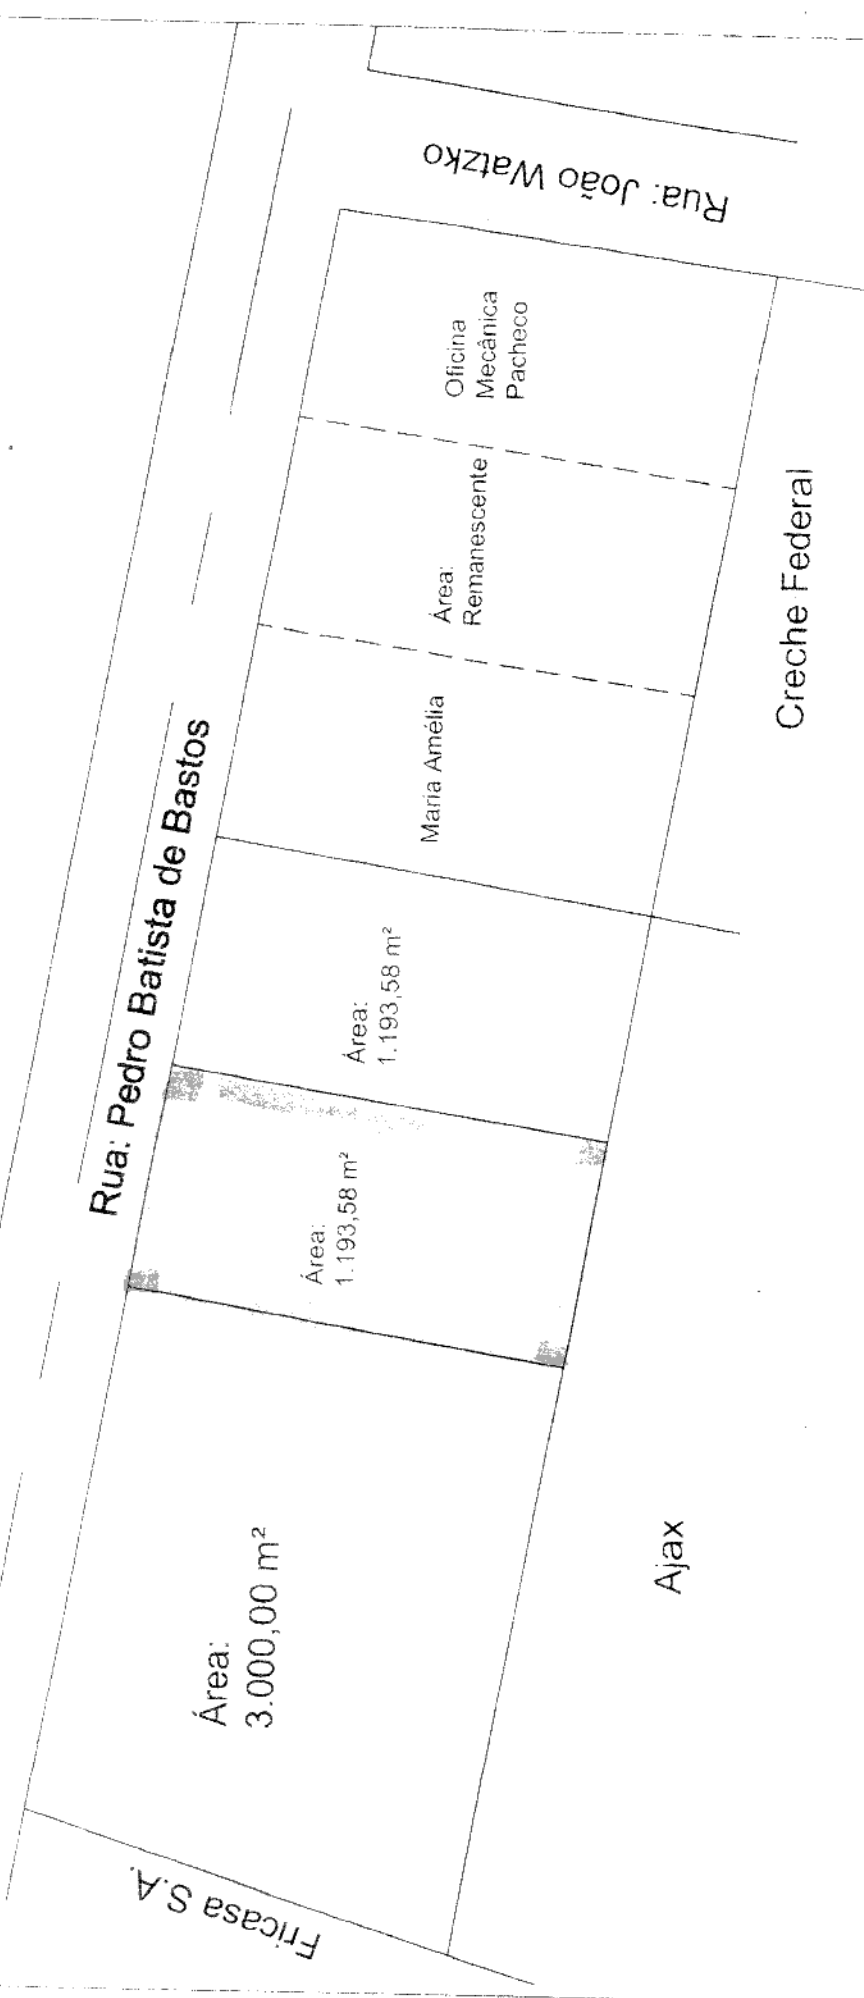 Rua: Pedro Batista de Bastos
Fricasa S.A.
Área:
3.000,00 m²
Área:
1.193,58 m²
Área:
1.193,58 m²
Maria Amélia
Área:
Remanescente
Oficina
Mecânica
Pacheco
Rua: João Watzko
Ajax
Creche Federal